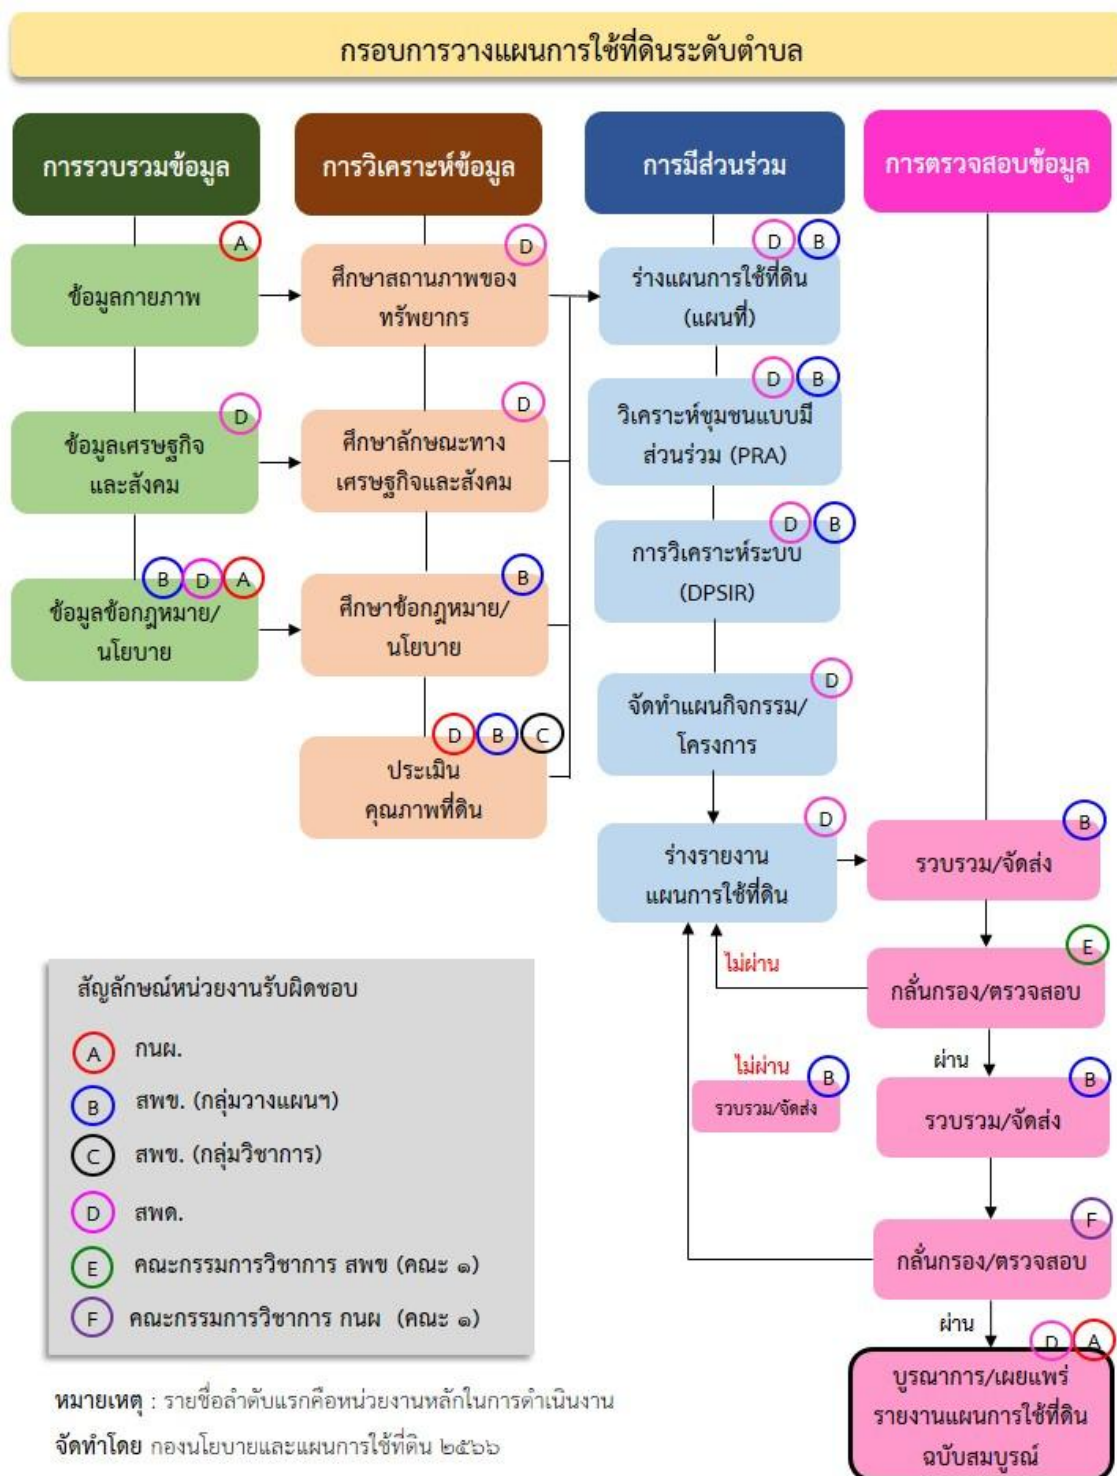 กรอบการวางแผนการใช้ที่ดินระดับตำบล
การรวบรวมข้อมูล
การวิเคราะห์ข้อมูล
การมีส่วนร่วม
การตรวจสอบข้อมูล
A
ข้อมูลกายภาพ
D
ศึกษาสถานภาพของ
ทรัพยากร
D B
ร่างแผนการใช้ที่ดิน
(แผนที่)
D
ข้อมูลเศรษฐกิจ
และสังคม
D
ศึกษาลักษณะทาง
เศรษฐกิจและสังคม
D B
วิเคราะห์ชุมชนแบบมี
ส่วนร่วม (PRA)
D B
การวิเคราะห์ระบบ
(DPSIR)
B D A
ข้อมูลข้อกฎหมาย/
นโยบาย
B
ศึกษาข้อกฎหมาย/
นโยบาย
D
จัดทำแผนกิจกรรม/
โครงการ
D B C
ประเมิน
คุณภาพที่ดิน
D
ร่างรายงาน
แผนการใช้ที่ดิน
B
รวบรวม/จัดส่ง
E
กลั่นกรอง/ตรวจสอบ
ไม่ผ่าน
ผ่าน
ไม่ผ่าน
B
รวบรวม/จัดส่ง
B
รวบรวม/จัดส่ง
F
กลั่นกรอง/ตรวจสอบ
ผ่าน
D A
บูรณาการ/เผยแพร่
รายงานแผนการใช้ที่ดิน
ฉบับสมบูรณ์
สัญลักษณ์หน่วยงานรับผิดชอบ
A กนผ.
B สพข. (กลุ่มวางแผนฯ)
C สพข. (กลุ่มวิชาการ)
D สพด.
E คณะกรรมการวิชาการ สพข (คณะ ๑)
F คณะกรรมการวิชาการ กนผ (คณะ ๑)
หมายเหตุ : รายชื่อลำดับแรกคือหน่วยงานหลักในการดำเนินงาน
จัดทำโดย กองนโยบายและแผนการใช้ที่ดิน ๒๕๖๖